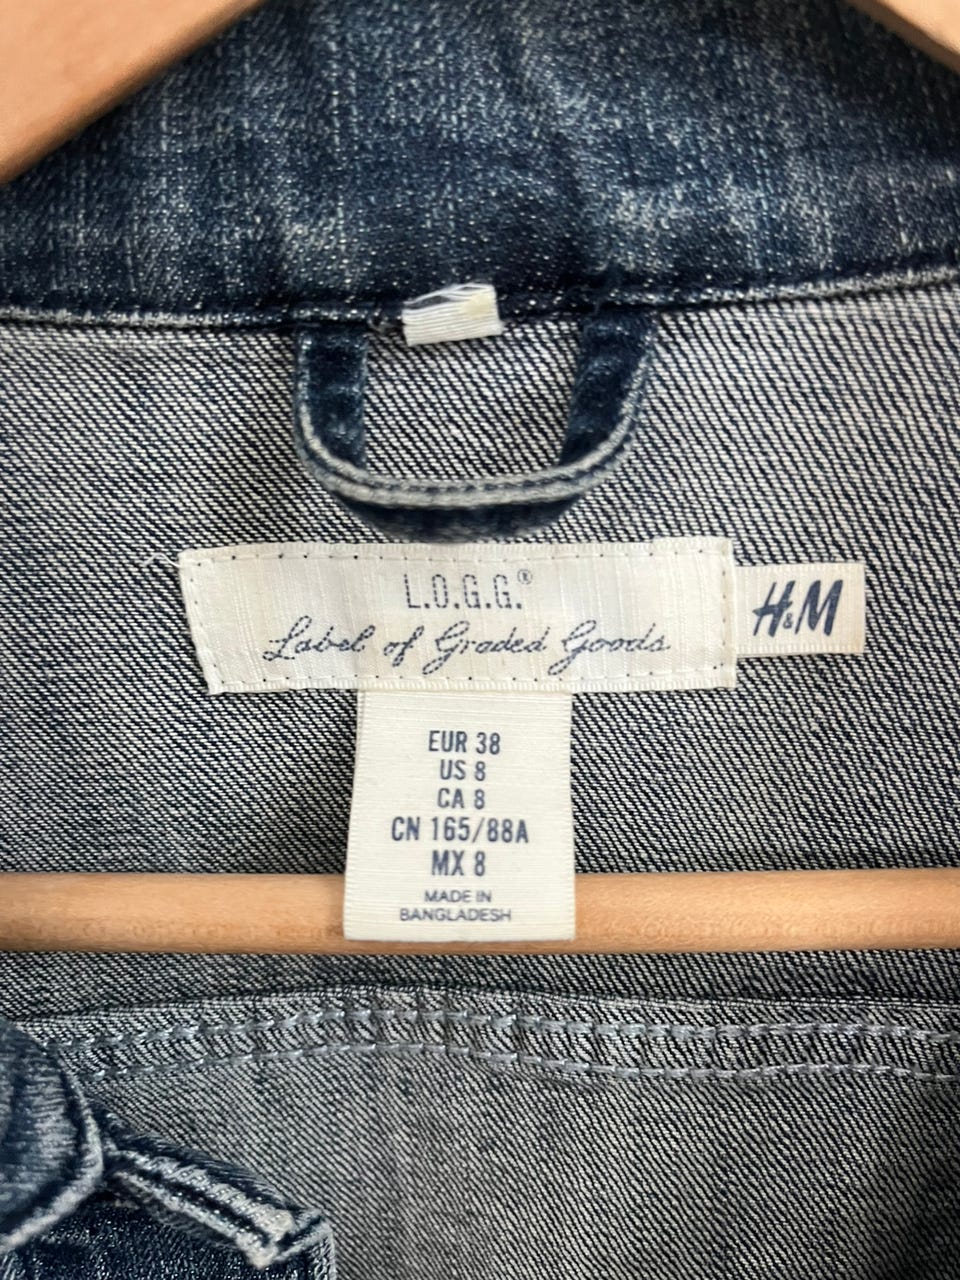 L.O.G.G.®
Label of Graded Goods
H&M
EUR 38
US 8
CA 8
CN 165/88A
MX 8
MADE IN
BANGLADESH